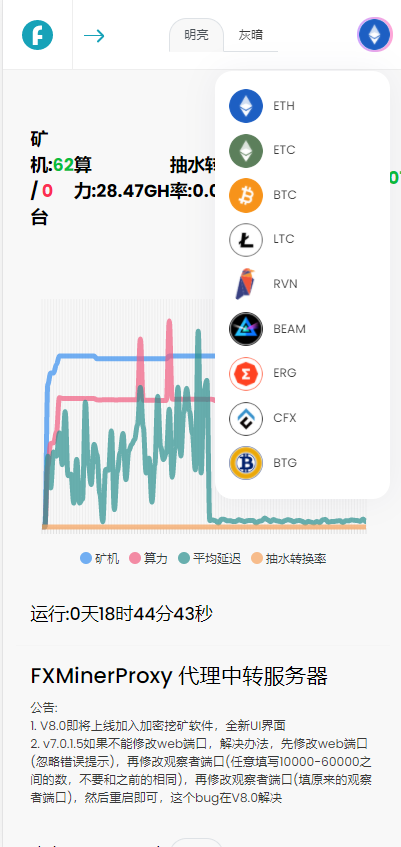 明亮
灰暗
ETH
ETC
BTC
LTC
RVN
BEAM
ERG
CFX
BTG
矿
机:62算
抽水转
/ 0
力:28.47GH率:0.0
台
矿机
算力
平均延迟
抽水转换率
运行:0天18时44分43秒
FXMinerProxy 代理中转服务器
公告:
1. V8.0即将上线加入加密挖矿软件，全新UI界面
2. v7.0.1.5如果不能修改web端口，解决办法，先修改web端口
(忽略错误提示)，再修改观察者端口(任意填写10000-60000之
间的数，不要和之前的相同)，再修改观察者端口(填原来的观察
者端口)，然后重启即可，这个bug在V8.0解决